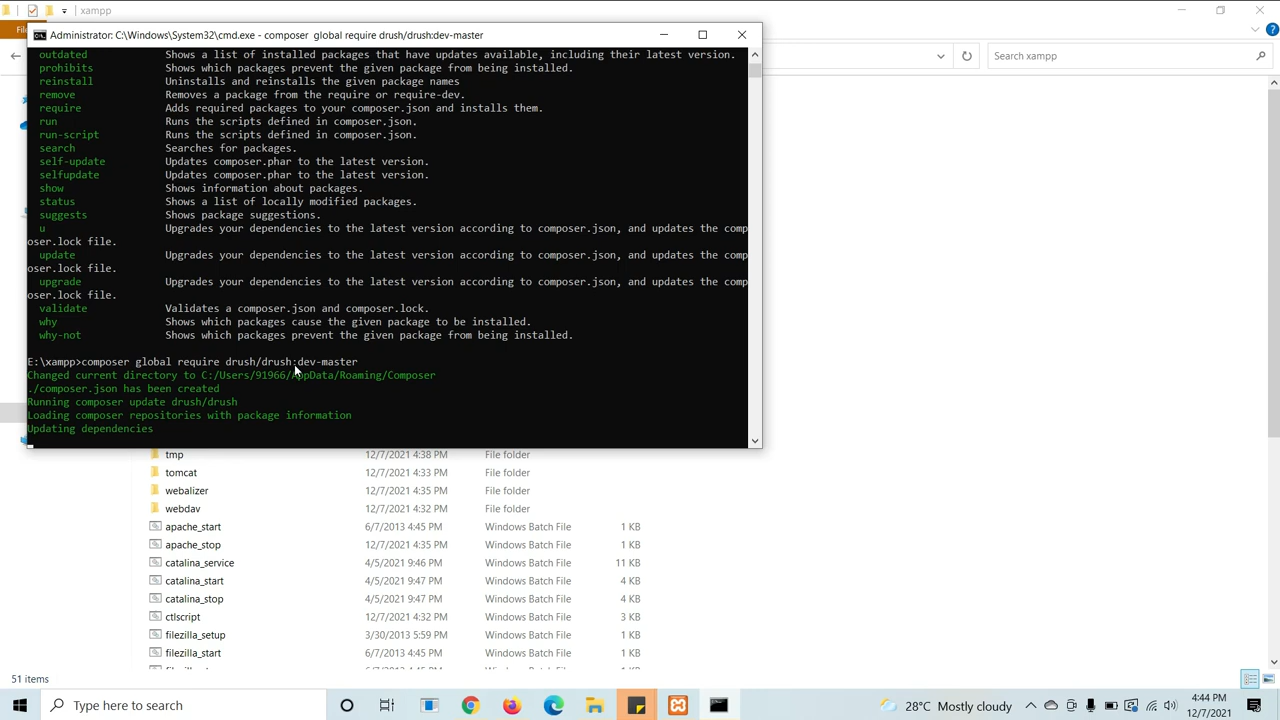 xampp
Fil
Administrator: C:\Windows\System32\cmd.exe - composer  global require drush/drush:dev-master
Search xampp
outdated Shows a list of installed packages that have updates available, including their latest version.
prohibits Shows which packages prevent the given package from being installed.
reinstall Uninstalls and reinstalls the given package names
remove Removes a package from the require or require-dev.
require Adds required packages to your composer.json and installs them.
run Runs the scripts defined in composer.json.
run-script Runs the scripts defined in composer.json.
search Searches for packages.
self-update Updates composer.phar to the latest version.
selfupdate Updates composer.phar to the latest version.
show Shows information about packages.
status Shows a list of locally modified packages.
suggests Shows package suggestions.
u Upgrades your dependencies to the latest version according to composer.json, and updates the comp
oser.lock file.
update Upgrades your dependencies to the latest version according to composer.json, and updates the comp
oser.lock file.
upgrade Upgrades your dependencies to the latest version according to composer.json, and updates the comp
oser.lock file.
validate Validates a composer.json and composer.lock.
why Shows which packages cause the given package to be installed.
why-not Shows which packages prevent the given package from being installed.
E:\xampp>composer global require drush/drush:dev-master
Changed current directory to C:/Users/91966/AppData/Roaming/Composer
./composer.json has been created
Running composer update drush/drush
Loading composer repositories with package information
Updating dependencies
tmp 12/7/2021 4:38 PM File folder
tomcat 12/7/2021 4:33 PM File folder
webalizer 12/7/2021 4:35 PM File folder
webdav 12/7/2021 4:32 PM File folder
apache_start 6/7/2013 4:45 PM Windows Batch File 1 KB
apache_stop 12/7/2021 4:35 PM Windows Batch File 1 KB
catalina_service 4/5/2021 9:46 PM Windows Batch File 11 KB
catalina_start 4/5/2021 9:47 PM Windows Batch File 4 KB
catalina_stop 4/5/2021 9:47 PM Windows Batch File 4 KB
ctlscript 12/7/2021 4:32 PM Windows Batch File 3 KB
filezilla_setup 3/30/2013 5:59 PM Windows Batch File 1 KB
filezilla_start 6/7/2013 4:45 PM Windows Batch File 1 KB
51 items
Type here to search
28°C Mostly cloudy
4:44 PM
12/7/2021